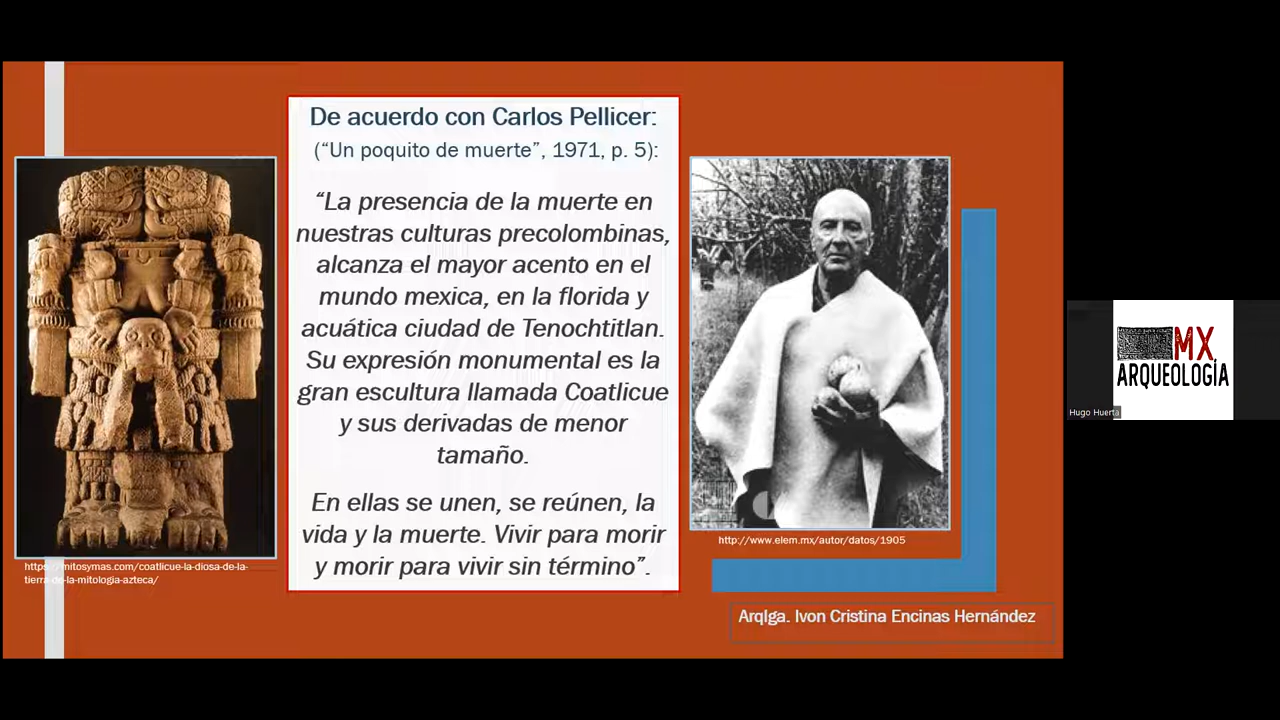 De acuerdo con Carlos Pellicer:
(“Un poquito de muerte”, 1971, p. 5):
“La presencia de la muerte en
nuestras culturas precolombinas,
alcanza el mayor acento en el
mundo mexica, en la florida y
acuática ciudad de Tenochtitlan.
Su expresión monumental es la
gran escultura llamada Coatlicue
y sus derivadas de menor
tamaño.
En ellas se unen, se reúnen, la
vida y la muerte. Vivir para morir
y morir para vivir sin término”.
https://mitosymas.com/coatlicue-la-diosa-de-la-
tierra-de-la-mitologia-azteca/
http://www.elem.mx/autor/datos/1905
Arqlga. Ivon Cristina Encinas Hernández
MX
ARQUEOLOGÍA
Hugo Huerta